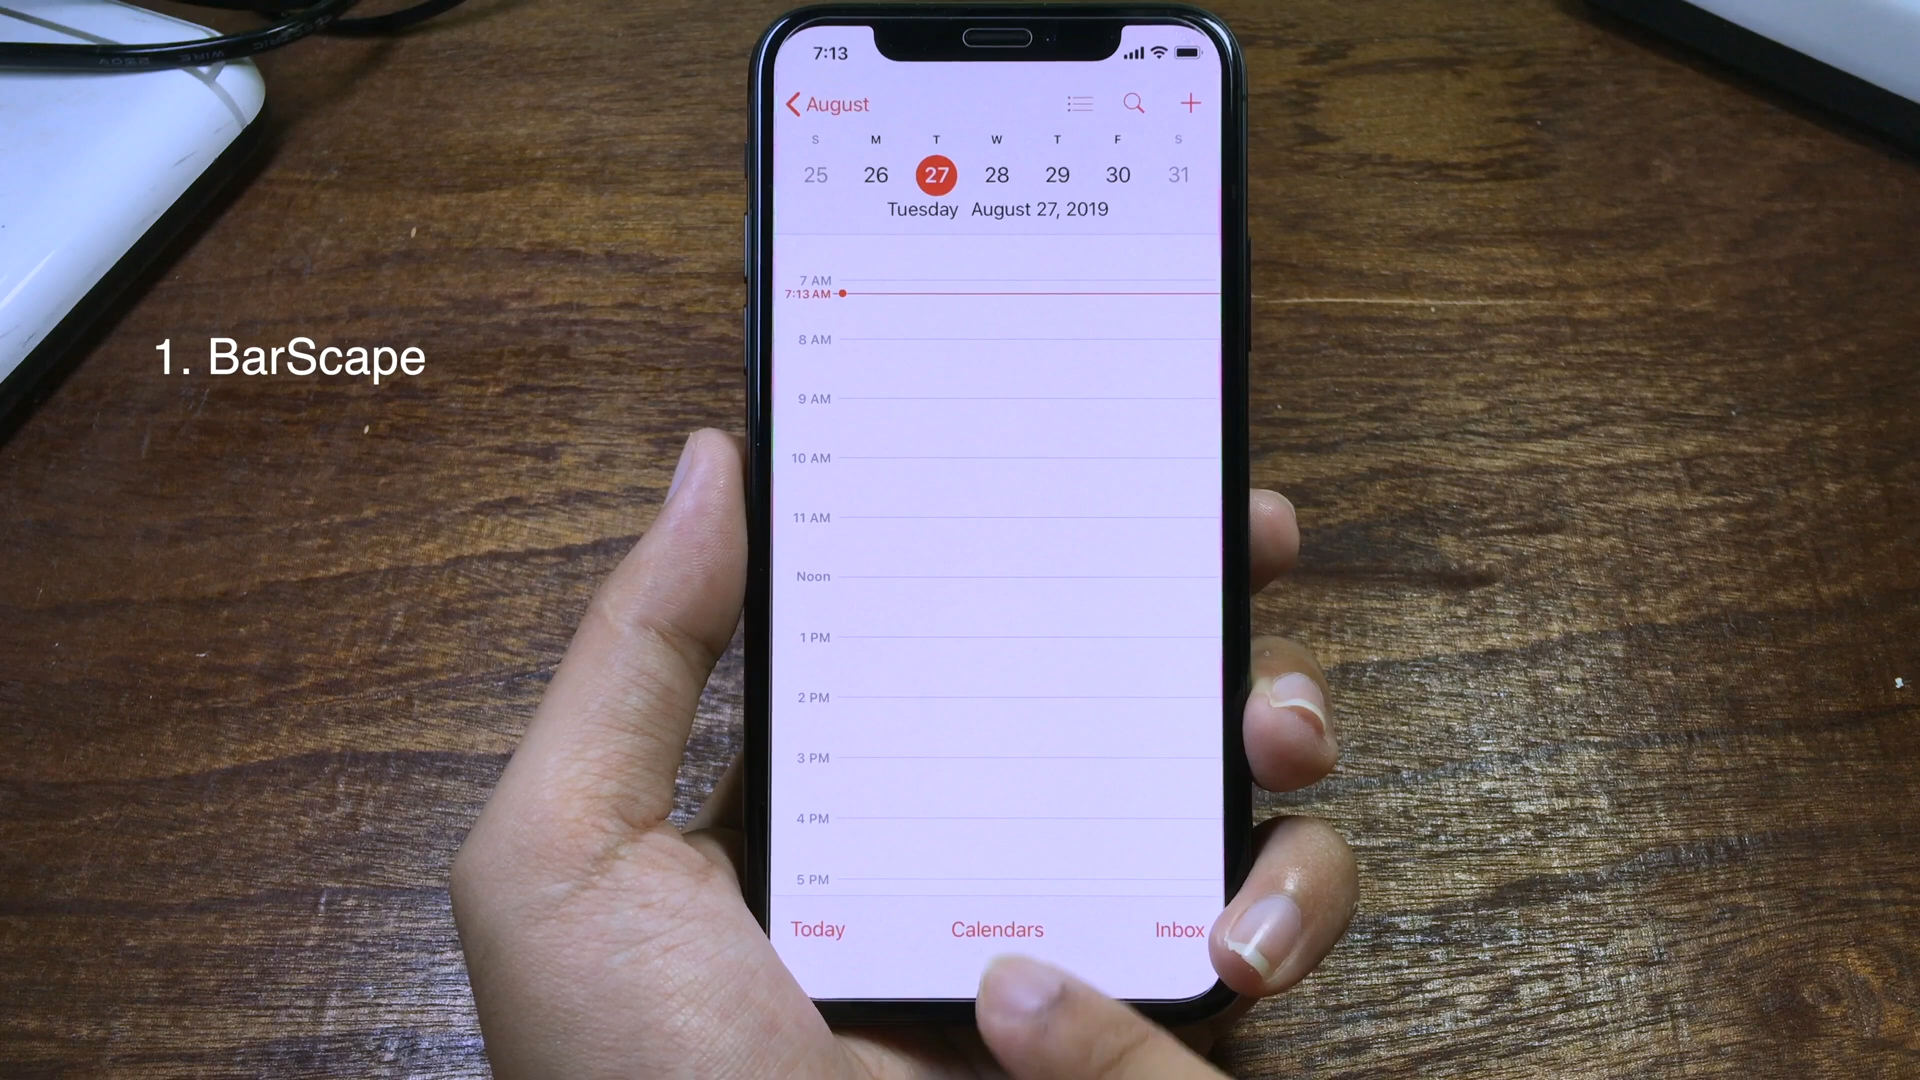 7:13
August
S M T W T F S
25 26 27 28 29 30 31
Tuesday August 27, 2019
7 AM
7:13 AM
8 AM
9 AM
10 AM
11 AM
Noon
1 PM
2 PM
3 PM
4 PM
5 PM
Today Calendars Inbox
1. BarScape